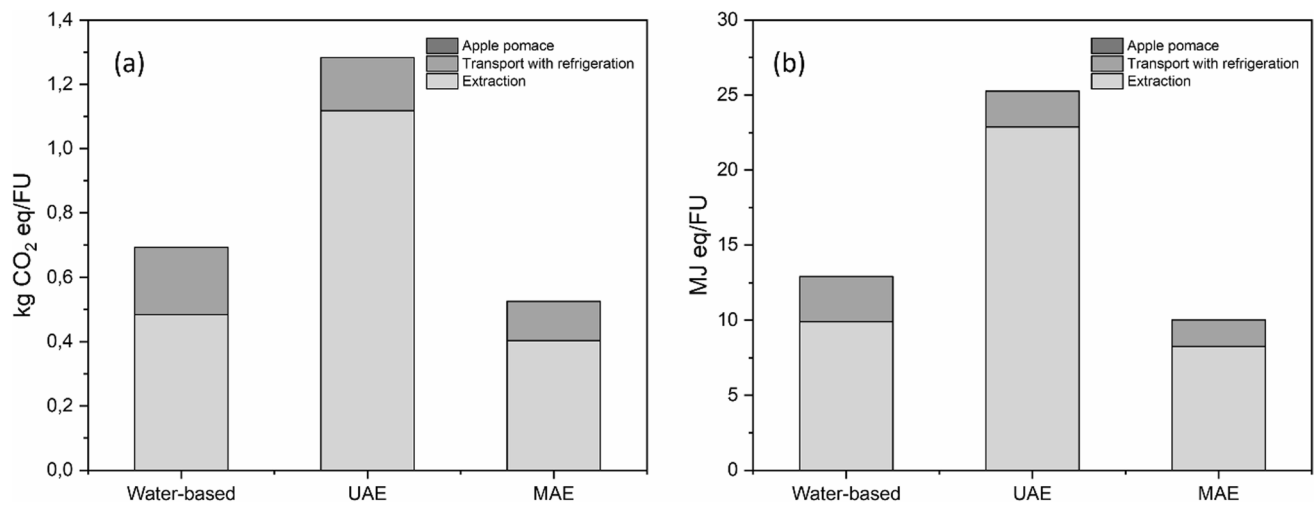 (a)
Apple pomace
Transport with refrigeration
Extraction
kg CO₂ eq/FU
1,4
1,2
1,0
0,8
0,6
0,4
0,2
0,0
Water-based UAE MAE
(b)
Apple pomace
Transport with refrigeration
Extraction
MJ eq/FU
30
25
20
15
10
5
0
Water-based UAE MAE